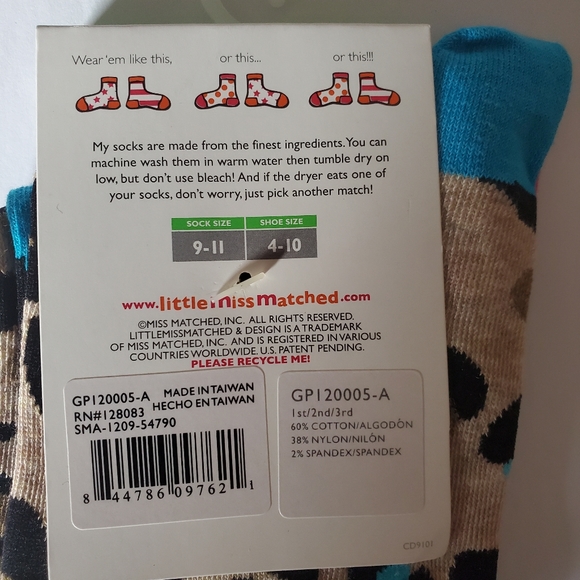 Wear 'em like this, or this... or this!!!
My socks are made from the finest ingredients. You can
machine wash them in warm water then tumble dry on
low, but don't use bleach! And if the dryer eats one of
your socks, don't worry, just pick another match!
SOCK SIZE SHOE SIZE
9-11 4-10
www.littlemissmatched.com
©MISS MATCHED, INC. ALL RIGHTS RESERVED.
LITTLEMISSMATCHED & DESIGN IS A TRADEMARK
OF MISS MATCHED, INC. AND IS REGISTERED IN VARIOUS
COUNTRIES WORLDWIDE. U.S. PATENT PENDING.
PLEASE RECYCLE ME!
GP120005-A MADE IN TAIWAN
RN#128083 HECHO EN TAIWAN
SMA-1209-54790
8 44786 09762 1
GP120005-A
1st/2nd/3rd
60% COTTON/ALGODÓN
38% NYLON/NILÓN
2% SPANDEX/SPANDEX
CD9101